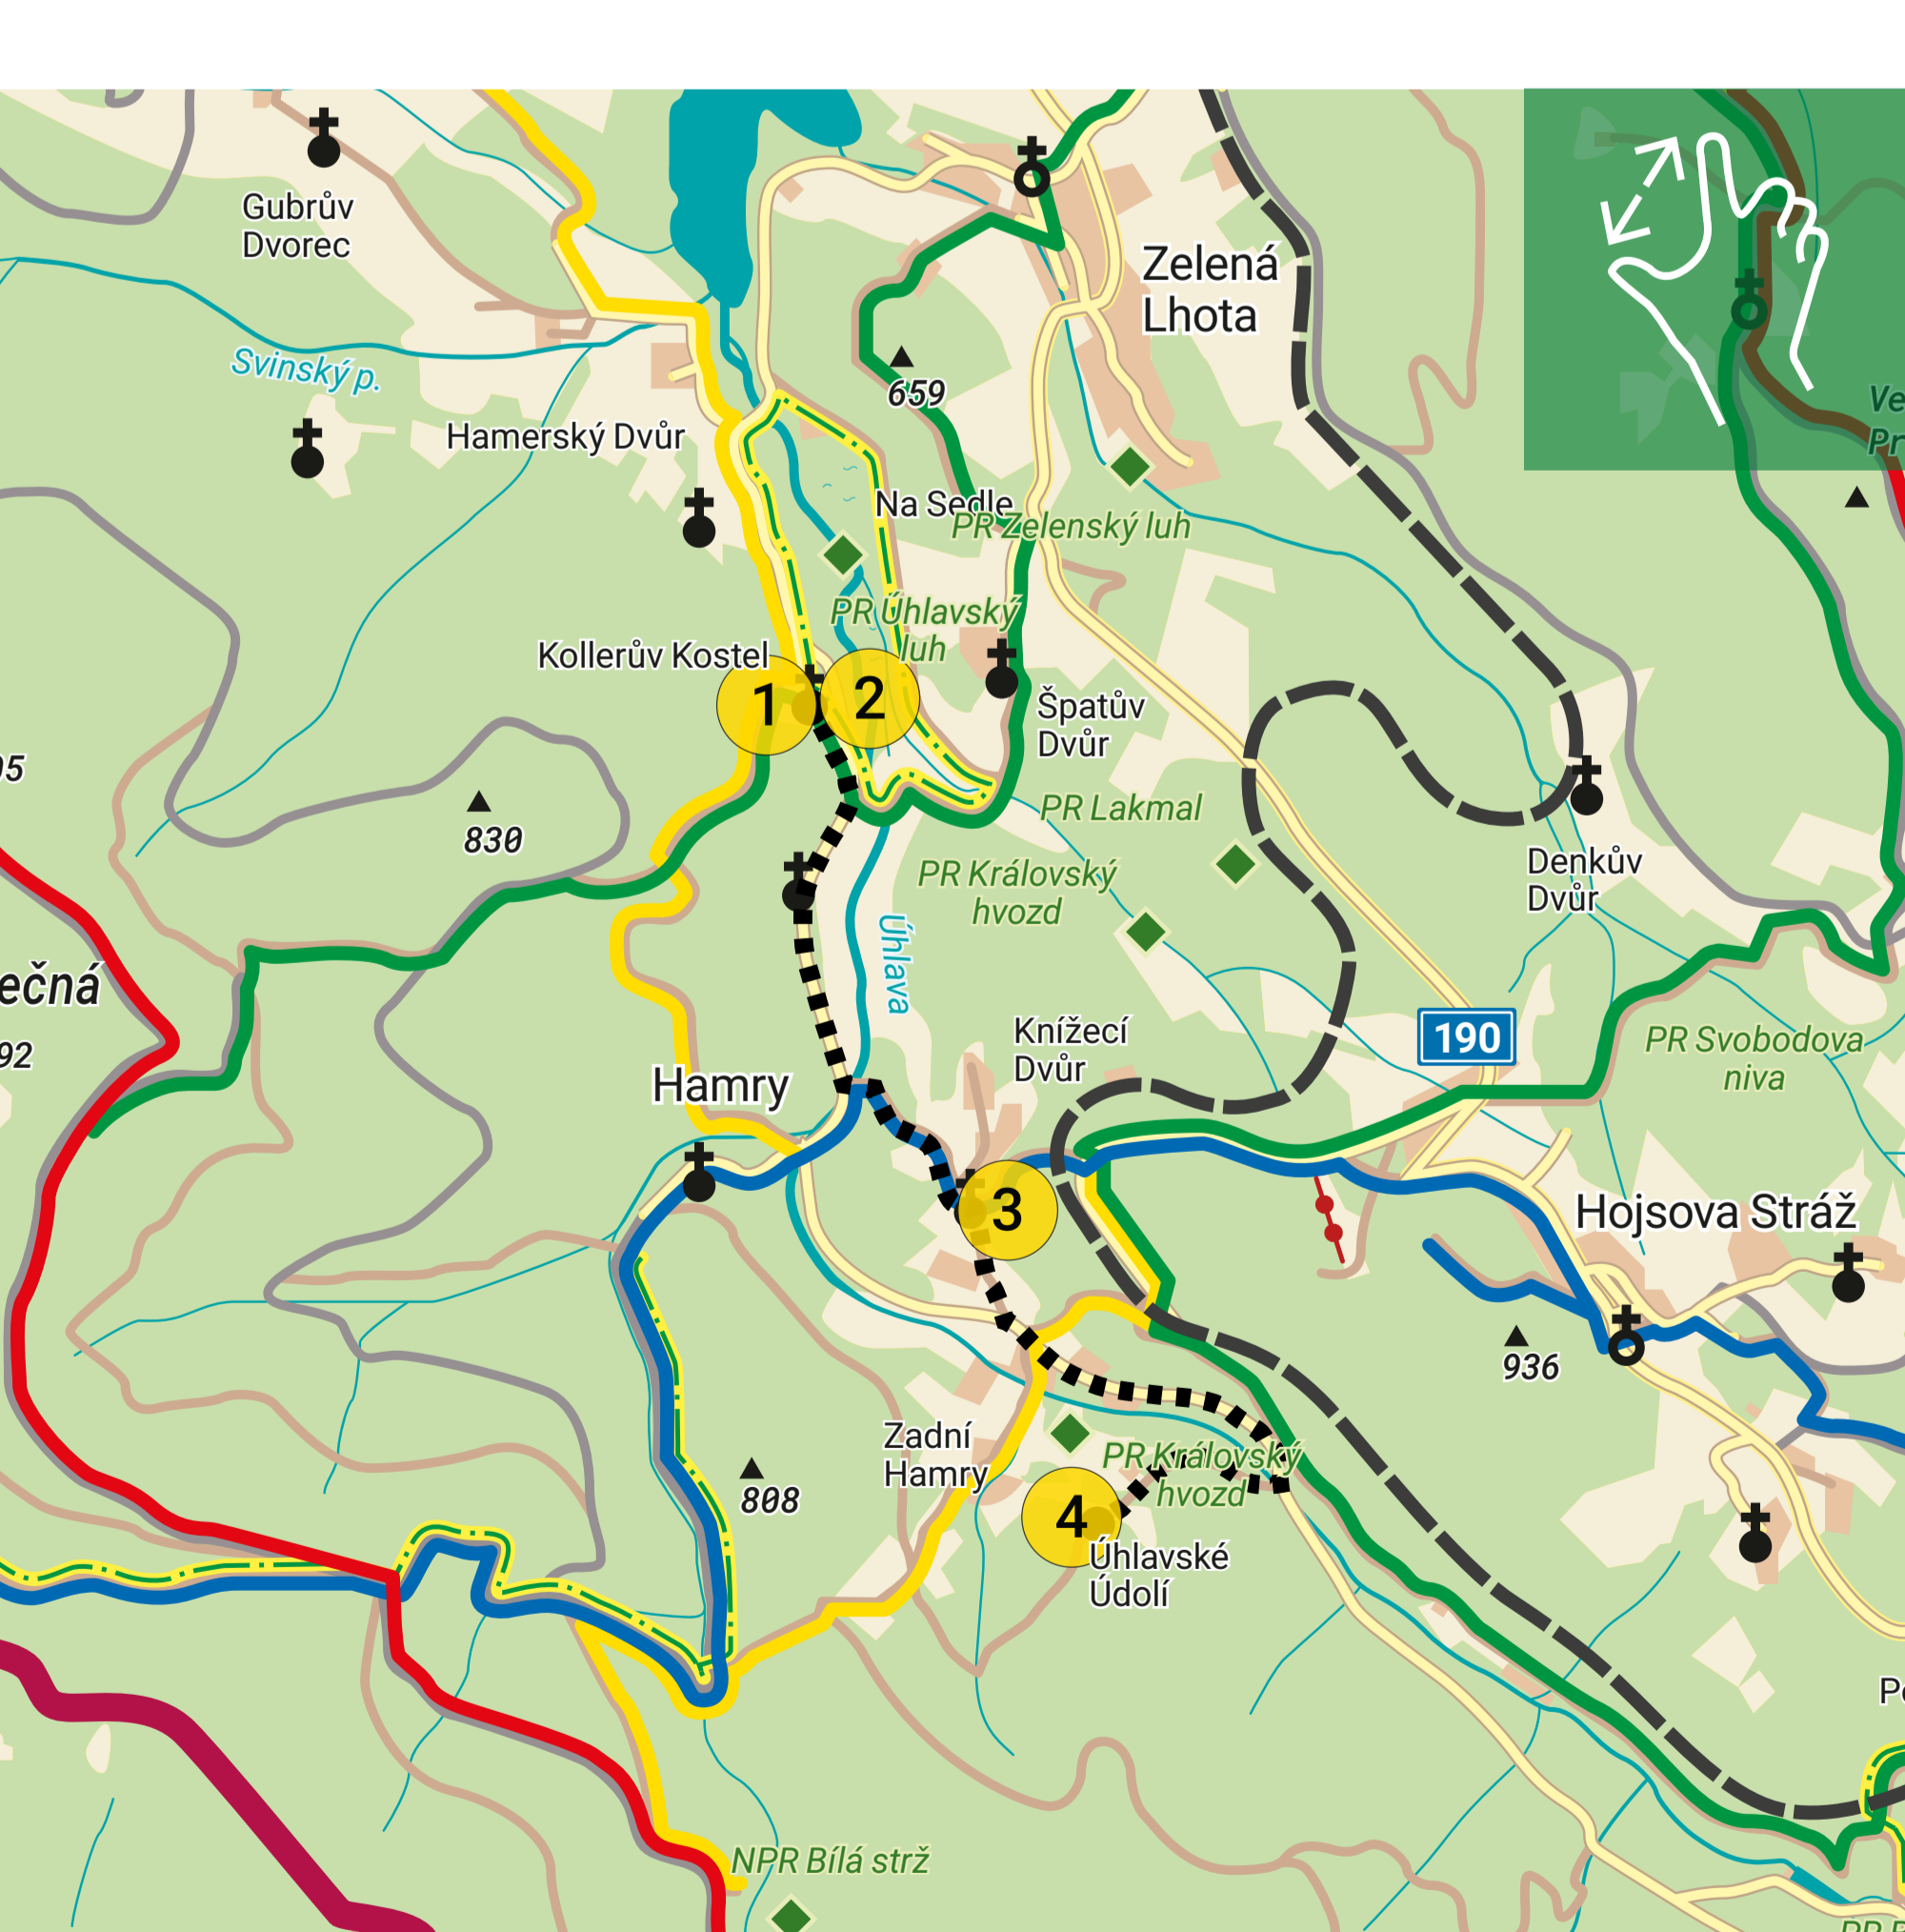 Gubrův
Dvorec
Zelená
Lhota
Svinský p.
659
Hamerský Dvůr
Na Sedle
PR Zelenský luh
PR Úhlavský
luh
Kollerův Kostel
1
2
Špatův
Dvůr
830
PR Lakmal
PR Královský
hvozd
Denkův
Dvůr
Úhlava
ečná
92
Knížecí
Dvůr
190
PR Svobodova
niva
Hamry
3
Hojsova Stráž
936
Zadní
Hamry
PR Královský
hvozd
808
4
Úhlavské
Údolí
NPR Bílá strž